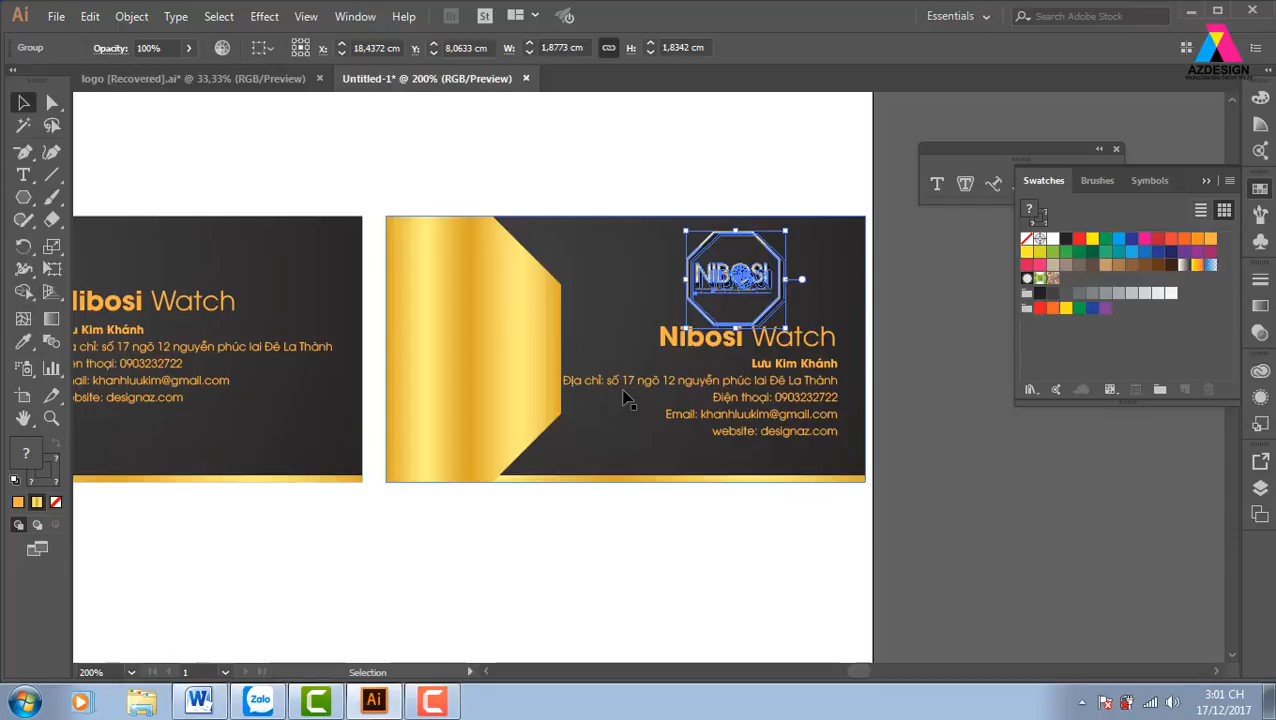 Ai File Edit Object Type Select Effect View Window Help Br St Essentials Search Adobe Stock
Group Opacity: 100% X: 18,4372 cm Y: 8,0633 cm W: 1,8773 cm H: 1,8342 cm
AZDESIGN
logo [Recovered].ai* @ 33,33% (RGB/Preview) Untitled-1* @ 200% (RGB/Preview)
Swatches Brushes Symbols
NIBOSI
Nibosi Watch
u Kim Khánh
a chỉ: số 17 ngõ 12 nguyễn phúc lai Đê La Thành
ện thoại: 0903232722
ail: khanhluukim@gmail.com
ebsite: designaz.com
Nibosi Watch
Lưu Kim Khánh
Địa chỉ: số 17 ngõ 12 nguyễn phúc lai Đê La Thành
Điện thoại: 0903232722
Email: khanhluukim@gmail.com
website: designaz.com
200% 1 Selection
W Zalo C Ai C
3:01 CH
17/12/2017